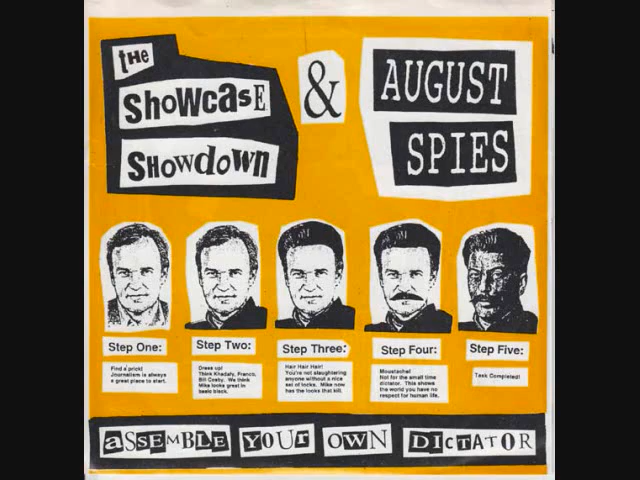 the
Showcase
Showdown
&
AUGUST
SPIES
Step One:
Find a prick!
Journalism is always
a great place to start.
Step Two:
Dress up!
Think Khadafy, Franco,
Bill Cosby. We think
Mike looks great in
basic black.
Step Three:
Hair Hair Hair!
You're not slaughtering
anyone without a nice
set of locks. Mike now
has the locks that kill.
Step Four:
Moustache!
Not for the small time
dictator. This shows
the world you have no
respect for human life.
Step Five:
Task Completed!
aSSEMBLE YOUR OWN DICTATOR